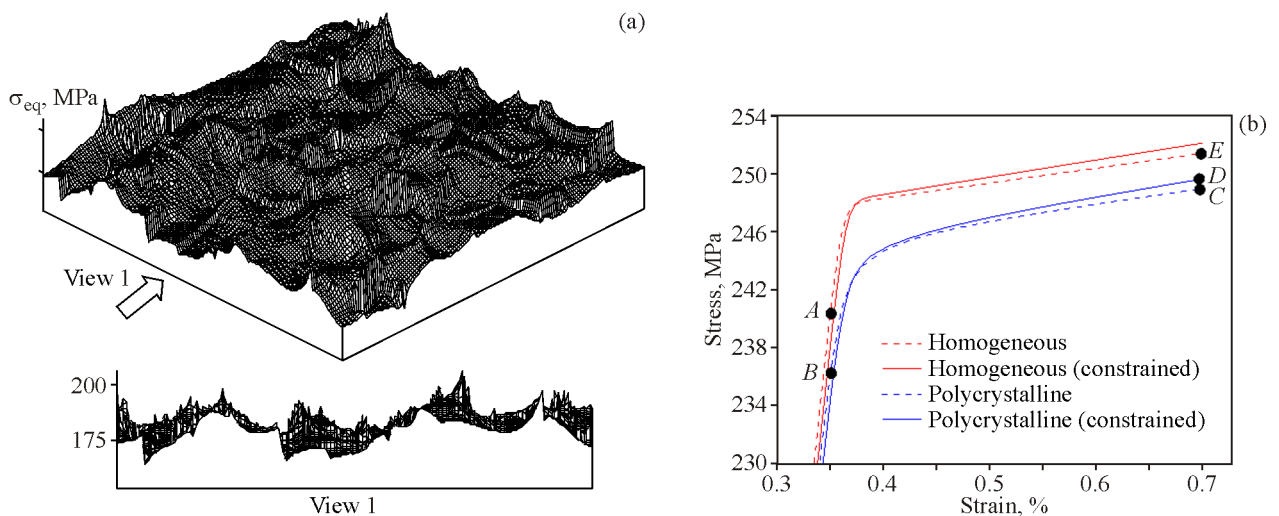 (a)
σeq, MPa
View 1
200
175
View 1
(b)
Stress, MPa
254
250
246
242
238
234
230
A
B
E
D
C
Homogeneous
Homogeneous (constrained)
Polycrystalline
Polycrystalline (constrained)
0.3 0.4 0.5 0.6 0.7
Strain, %